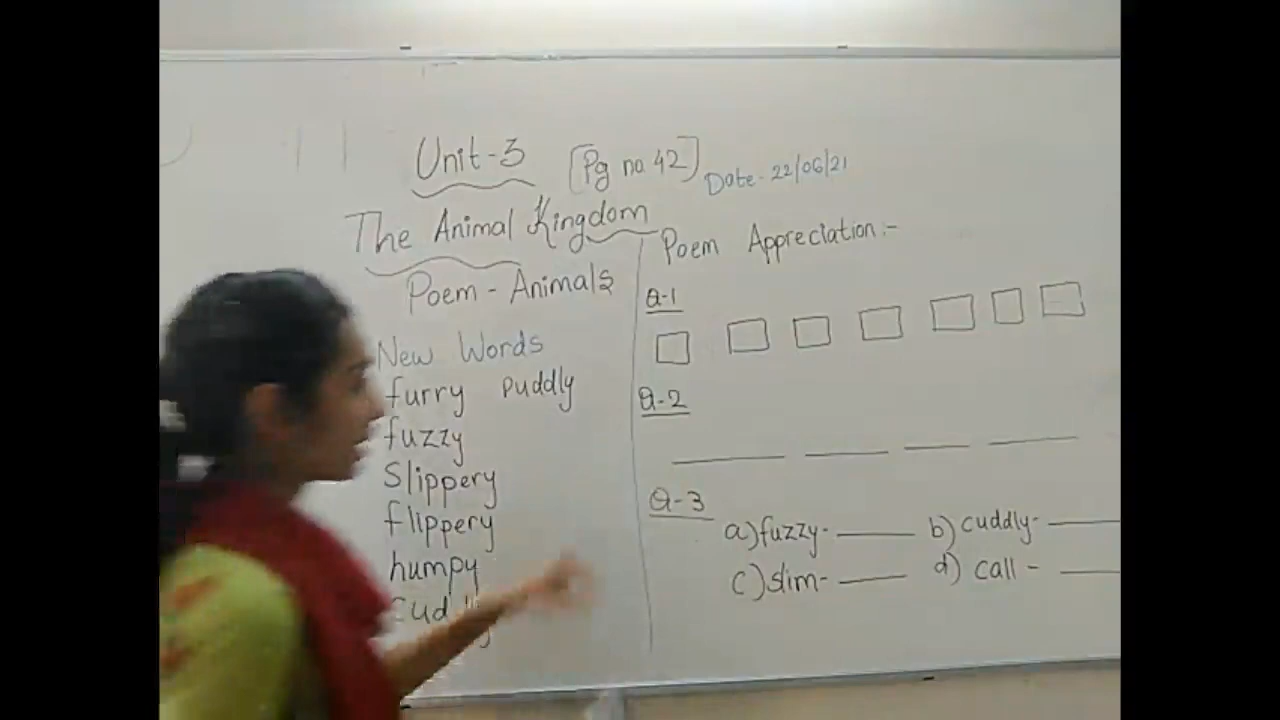 Unit-3 [Pg no. 42] Date- 22/06/21
The Animal Kingdom
Poem - Animals
New Words
furry puddly
fuzzy
Slippery
flippery
humpy
Cuddly
Poem Appreciation:-
Q-1
Q-2
Q-3
a) fuzzy- b) cuddly-
c) slim- d) call -